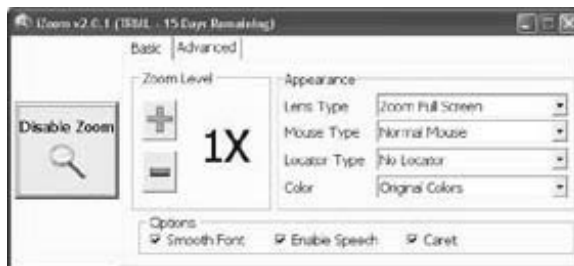 iZoom v2.0.1 (TRIAL - 15 Days Remaining)
Basic Advanced
Zoom Level
1X
Disable Zoom
Appearance
Lens Type Zoom Full Screen
Mouse Type Normal Mouse
Locator Type No Locator
Color Original Colors
Options
Smooth Font Enable Speech Caret